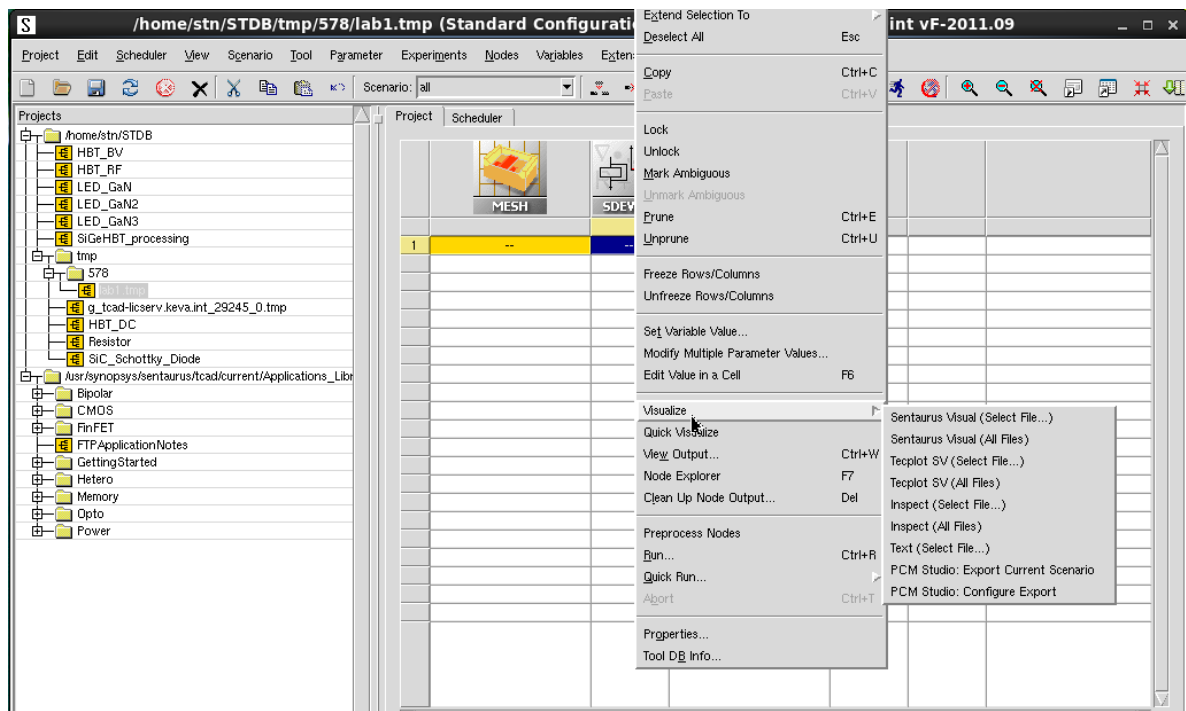 S /home/stn/STDB/tmp/578/lab1.tmp (Standard Configurati int vF-2011.09
Project Edit Scheduler View Scenario Tool Parameter Experiments Nodes Variables Exten
Scenario: all
Projects
/home/stn/STDB
HBT_BV
HBT_RF
LED_GaN
LED_GaN2
LED_GaN3
SiGeHBT_processing
tmp
578
lab1.tmp
g_tcad-licserv.keva.int_29245_0.tmp
HBT_DC
Resistor
SiC_Schottky_Diode
/usr/synopsys/sentaurus/tcad/current/Applications_Libr
Bipolar
CMOS
FinFET
FTPApplicationNotes
GettingStarted
Hetero
Memory
Opto
Power
Project Scheduler
MESH SDEV
1 -- --
Extend Selection To
Deselect All Esc
Copy Ctrl+C
Paste Ctrl+V
Lock
Unlock
Mark Ambiguous
Unmark Ambiguous
Prune Ctrl+E
Unprune Ctrl+U
Freeze Rows/Columns
Unfreeze Rows/Columns
Set Variable Value...
Modify Multiple Parameter Values...
Edit Value in a Cell F6
Visualize
Quick Visualize
View Output... Ctrl+W
Node Explorer F7
Clean Up Node Output... Del
Preprocess Nodes
Run... Ctrl+R
Quick Run...
Abort Ctrl+T
Properties...
Tool DB Info...
Sentaurus Visual (Select File...)
Sentaurus Visual (All Files)
Tecplot SV (Select File...)
Tecplot SV (All Files)
Inspect (Select File...)
Inspect (All Files)
Text (Select File...)
PCM Studio: Export Current Scenario
PCM Studio: Configure Export